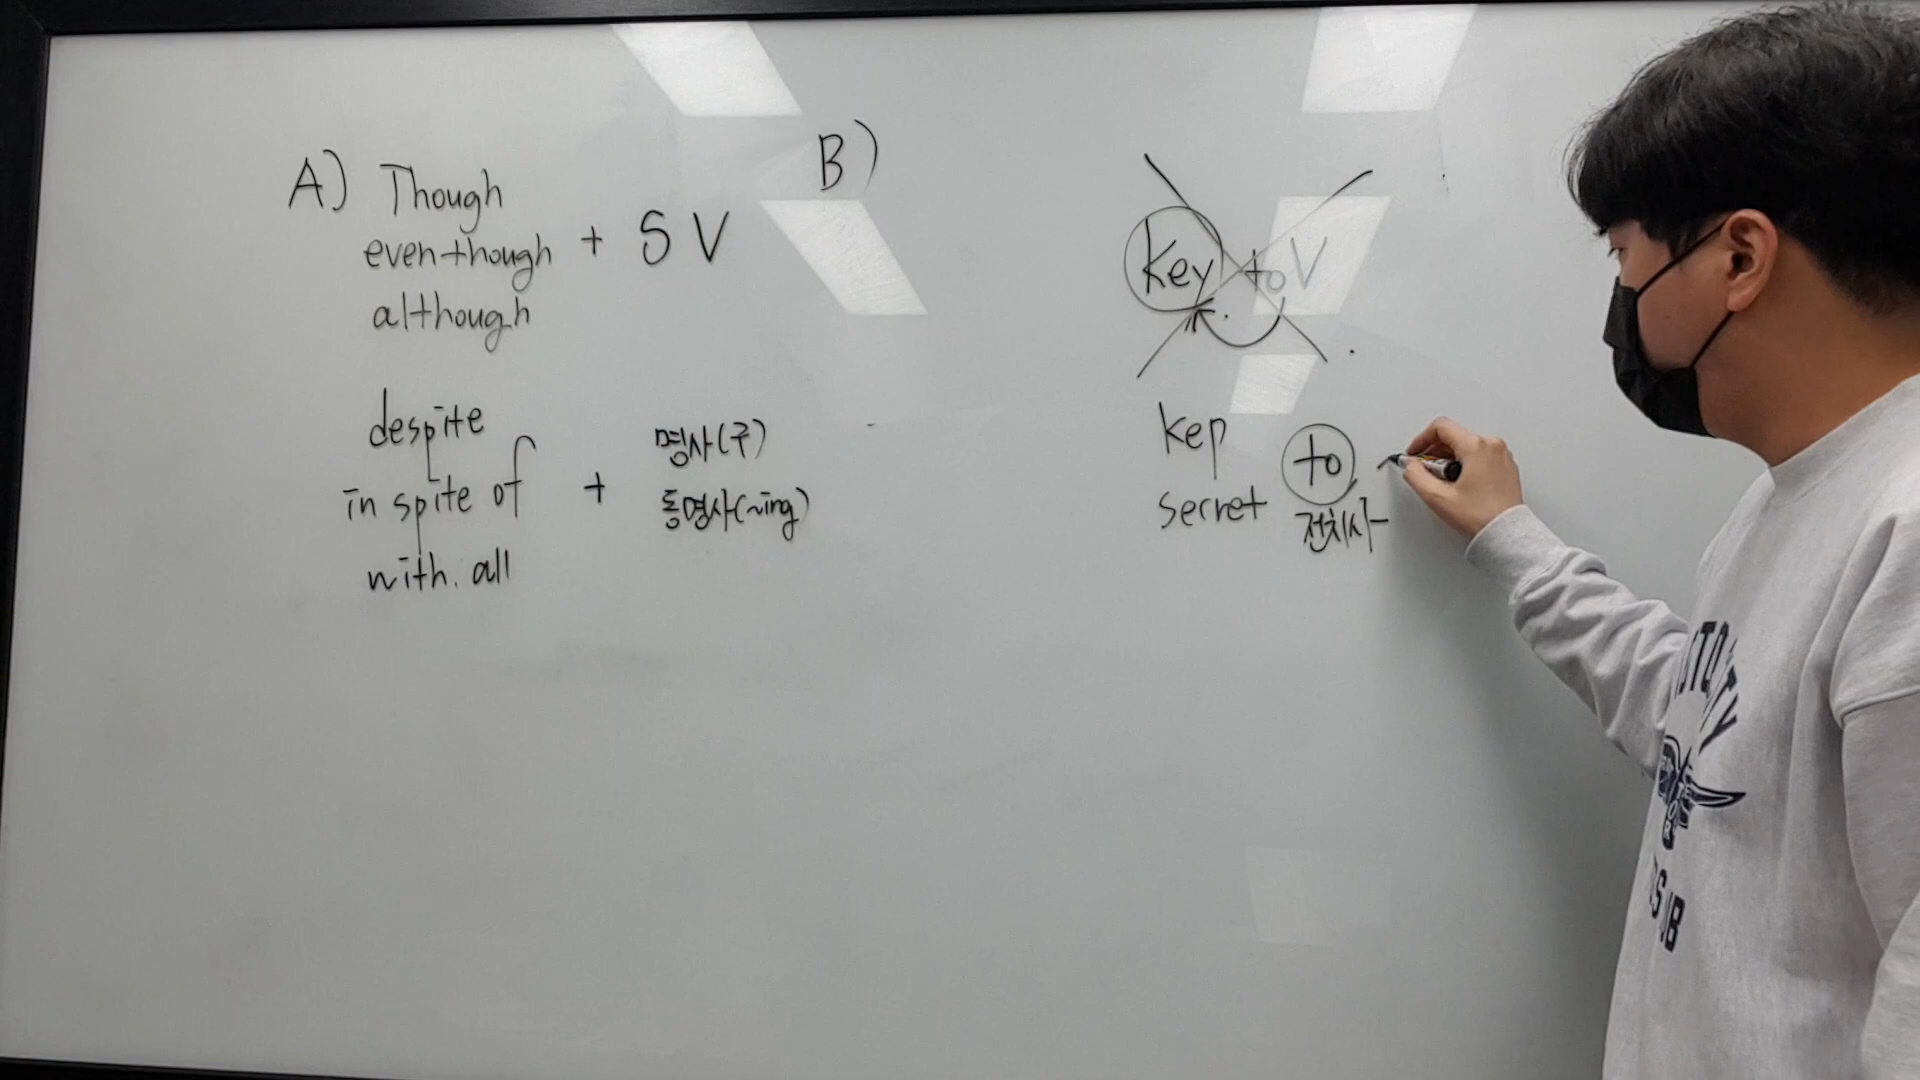 A) Though
even though + S V
although
despite
in spite of + 명사(구)
동명사(~ing)
with. all
B)
key to V
kep
secret to
전치사